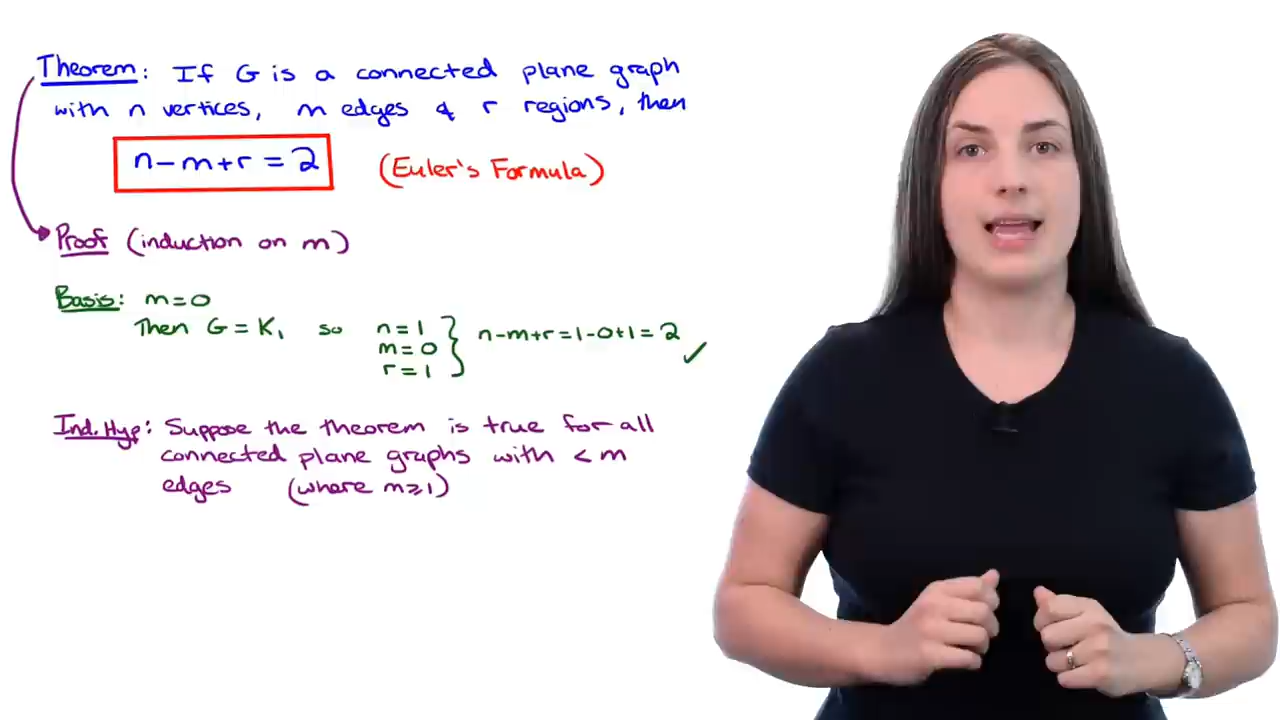 Theorem: If G is a connected plane graph
with n vertices, m edges & r regions, then
n-m+r = 2 (Euler's Formula)
Proof (induction on m)
Basis: m=0
Then G = K₁ so n=1 } n-m+r=1-0+1=2 ✓
m=0
r=1
Ind. Hyp: Suppose the theorem is true for all
connected plane graphs with < m
edges (where m≥1)